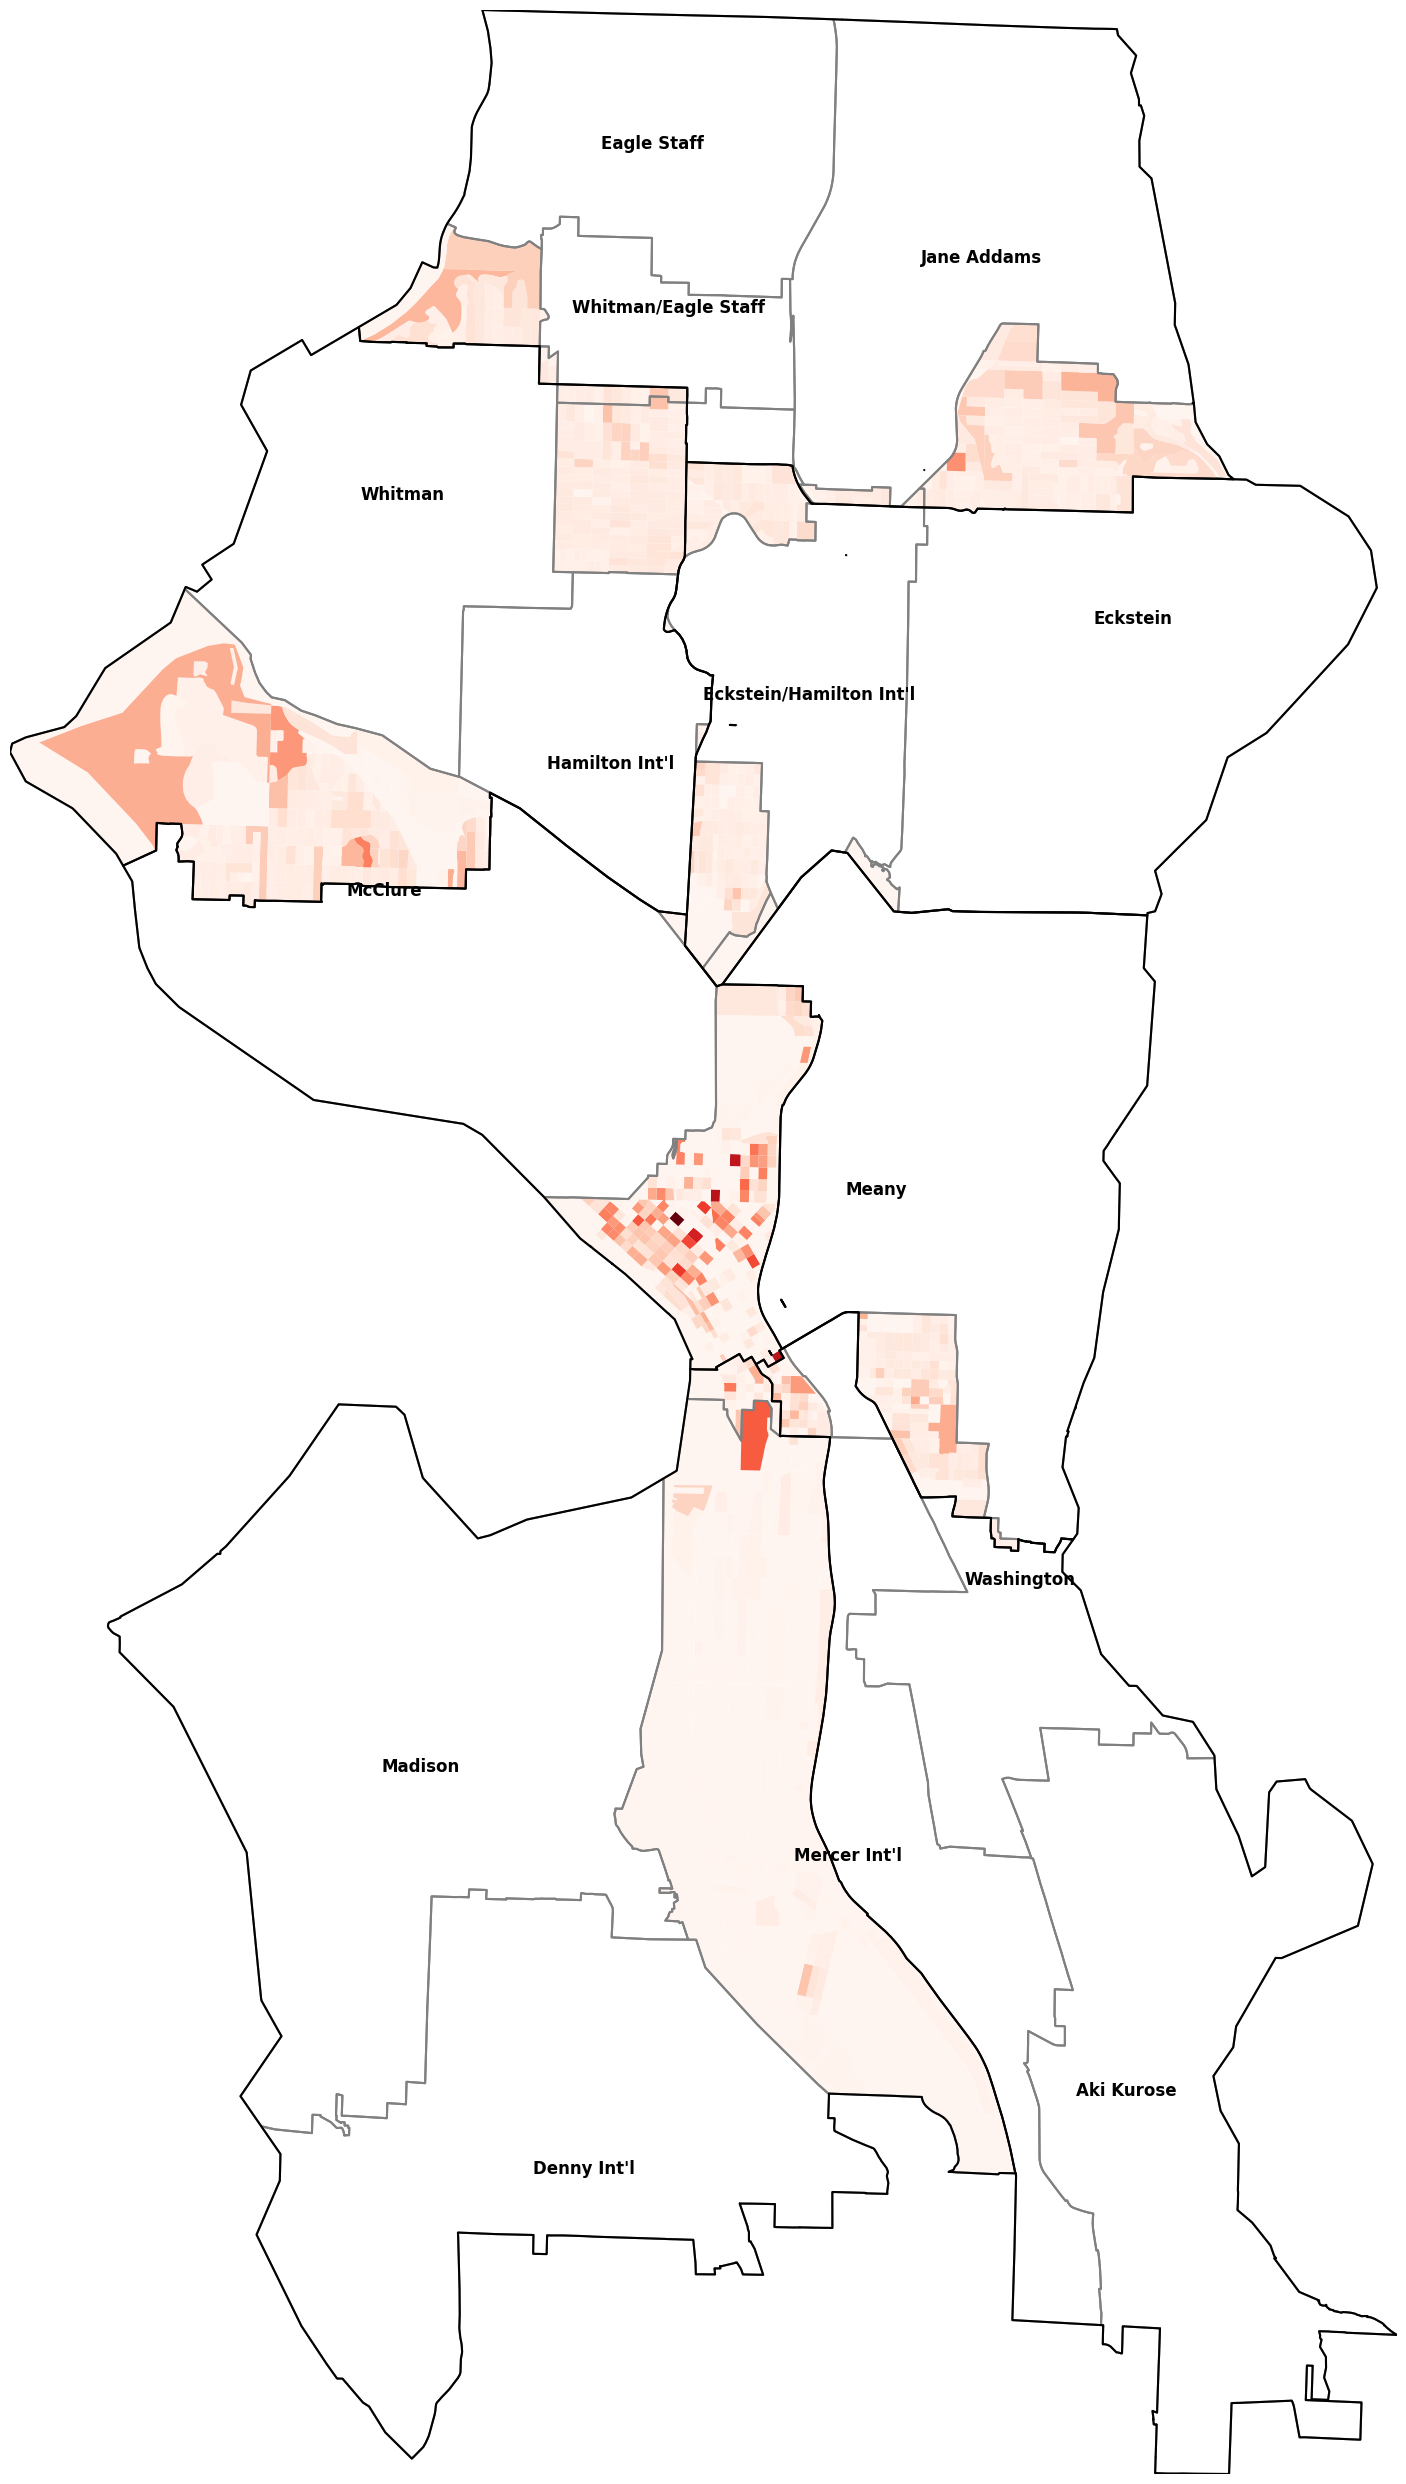 Eagle Staff
Jane Addams
Whitman/Eagle Staff
Whitman
Eckstein
Eckstein/Hamilton Int'l
Hamilton Int'l
McClure
Meany
Washington
Madison
Mercer Int'l
Aki Kurose
Denny Int'l